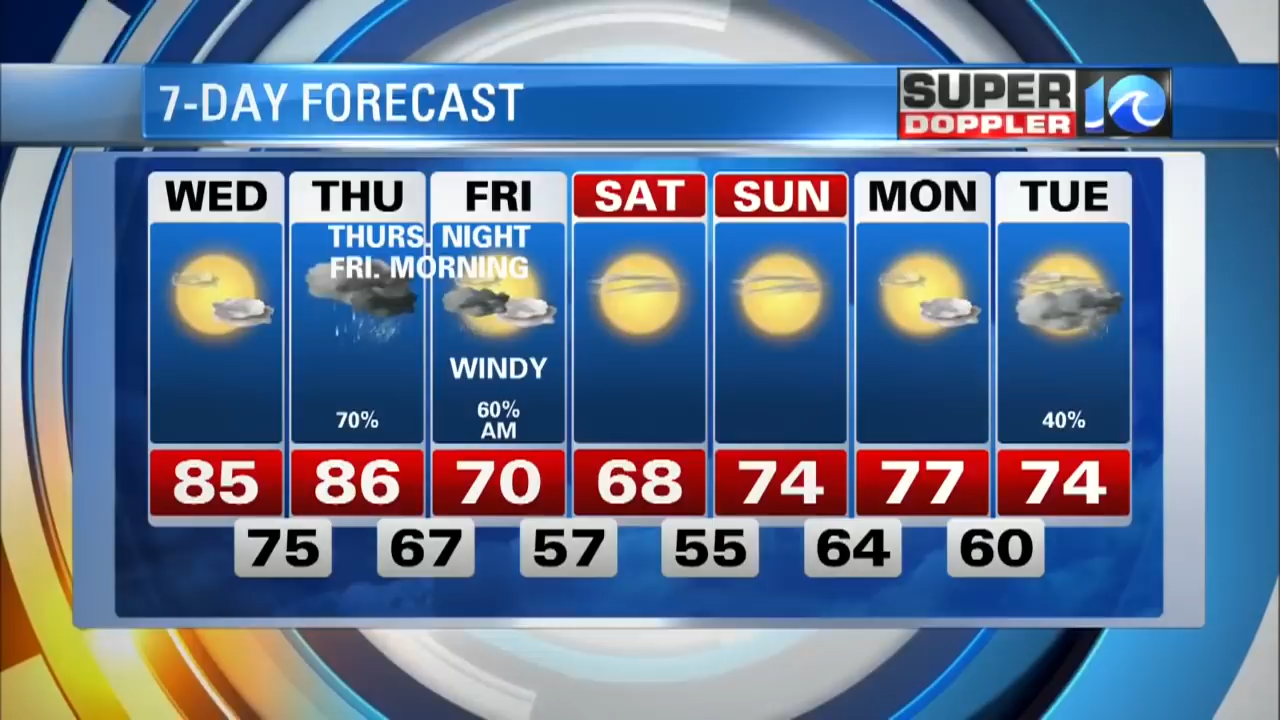 7-DAY FORECAST
SUPER
DOPPLER
10
WED THU FRI SAT SUN MON TUE
THURS. NIGHT
FRI. MORNING
WINDY
70% 60% 40%
AM
85 86 70 68 74 77 74
75 67 57 55 64 60